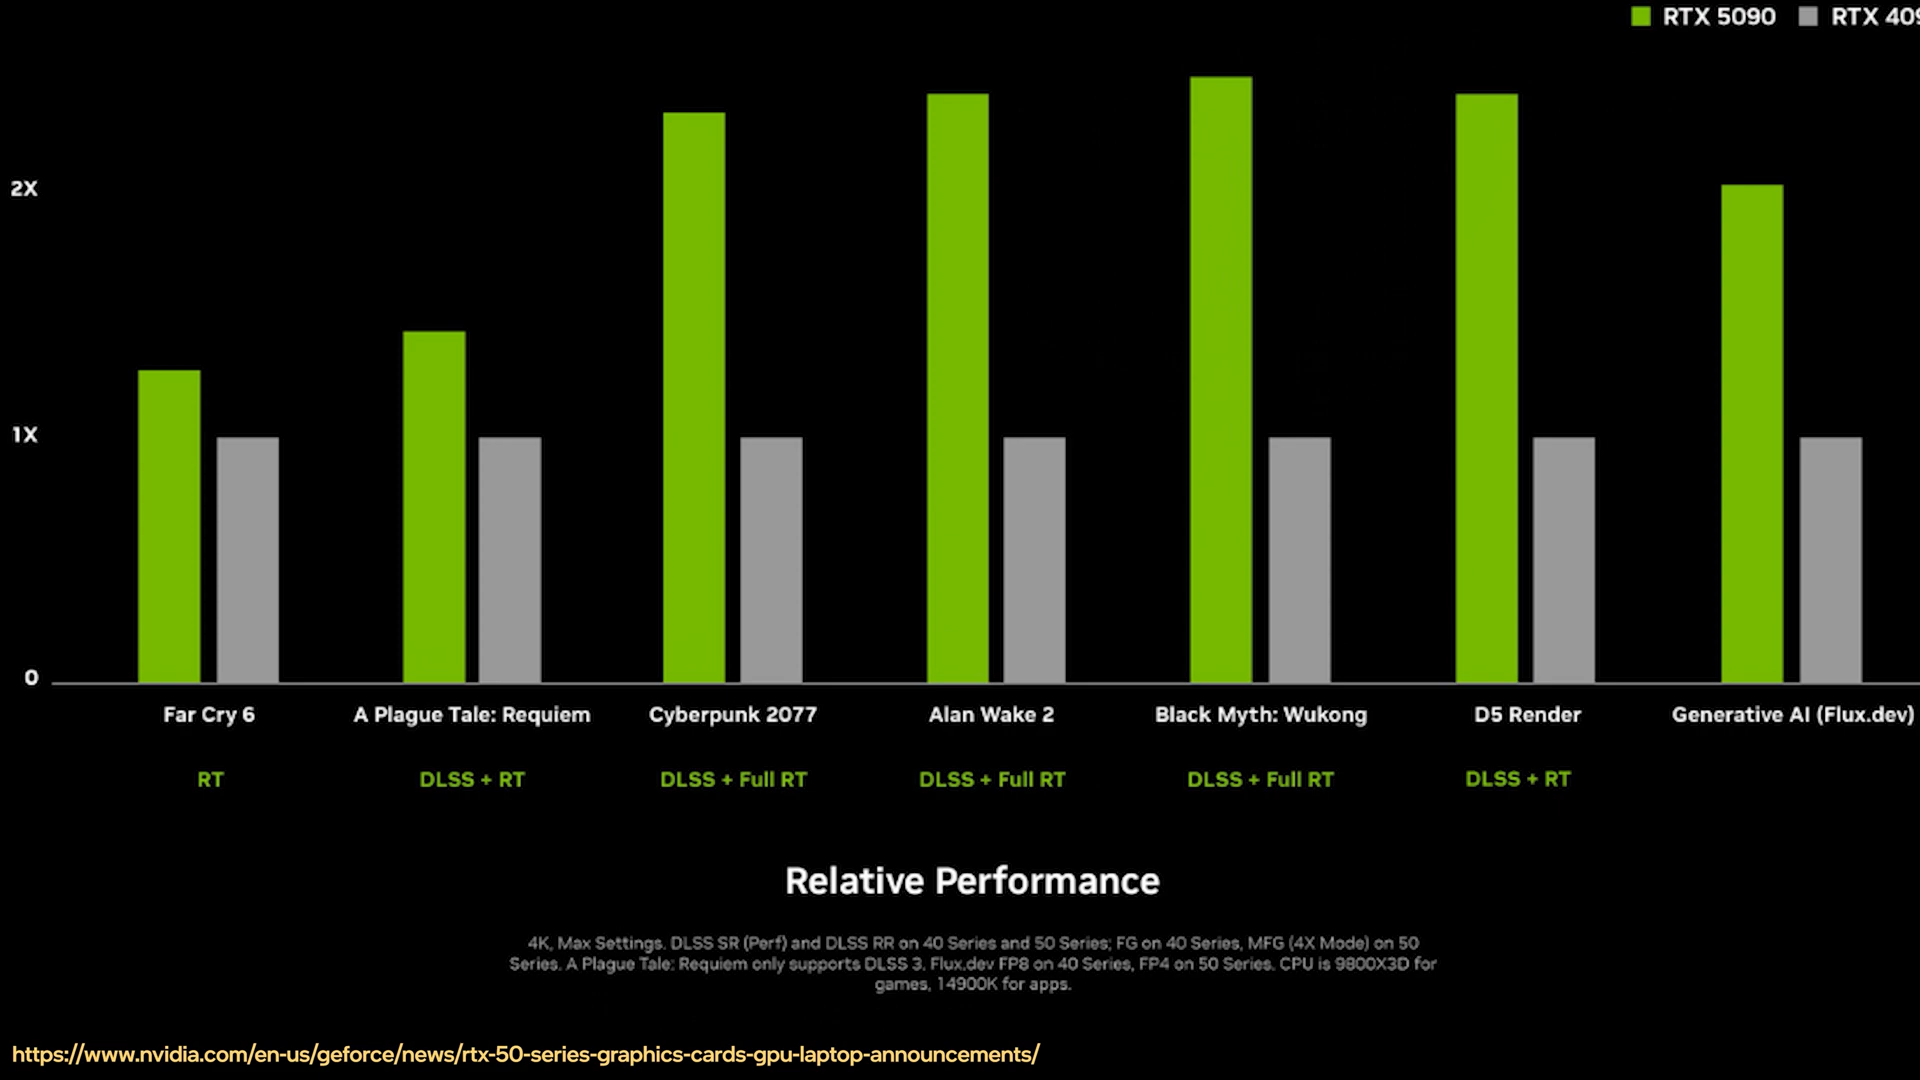 RTX 5090 RTX 409
2X
1X
0
Far Cry 6 A Plague Tale: Requiem Cyberpunk 2077 Alan Wake 2 Black Myth: Wukong D5 Render Generative AI (Flux.dev)
RT DLSS + RT DLSS + Full RT DLSS + Full RT DLSS + Full RT DLSS + RT
Relative Performance
4K, Max Settings. DLSS SR (Perf) and DLSS RR on 40 Series and 50 Series; FG on 40 Series, MFG (4X Mode) on 50
Series. A Plague Tale: Requiem only supports DLSS 3. Flux.dev FP8 on 40 Series, FP4 on 50 Series. CPU is 9800X3D for
games, 14900K for apps.
https://www.nvidia.com/en-us/geforce/news/rtx-50-series-graphics-cards-gpu-laptop-announcements/